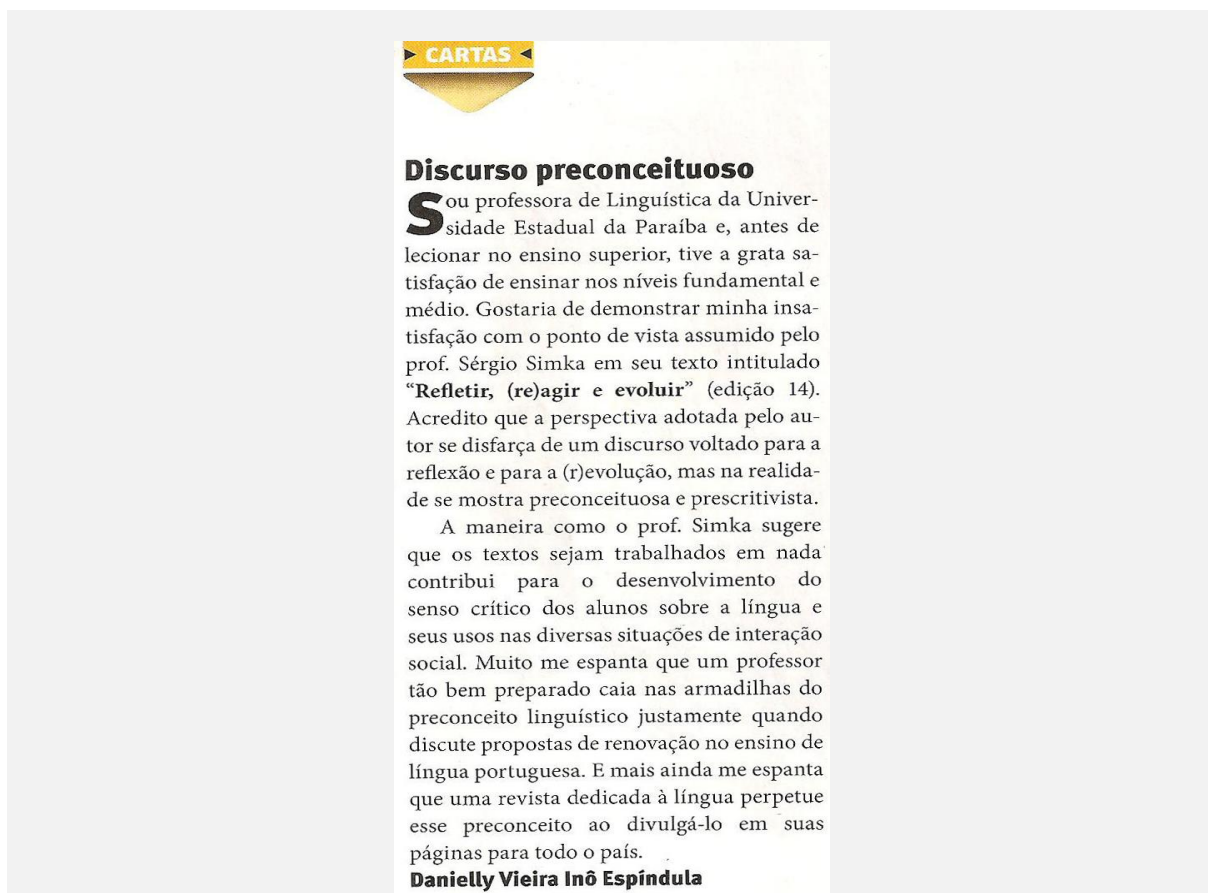 CARTAS
Discurso preconceituoso
Sou professora de Linguística da Univer-
sidade Estadual da Paraíba e, antes de
lecionar no ensino superior, tive a grata sa-
tisfação de ensinar nos níveis fundamental e
médio. Gostaria de demonstrar minha insa-
tisfação com o ponto de vista assumido pelo
prof. Sérgio Simka em seu texto intitulado
“Refletir, (re)agir e evoluir” (edição 14).
Acredito que a perspectiva adotada pelo au-
tor se disfarça de um discurso voltado para a
reflexão e para a (r)evolução, mas na realida-
de se mostra preconceituosa e prescritivista.
A maneira como o prof. Simka sugere
que os textos sejam trabalhados em nada
contribui para o desenvolvimento do
senso crítico dos alunos sobre a língua e
seus usos nas diversas situações de interação
social. Muito me espanta que um professor
tão bem preparado caia nas armadilhas do
preconceito linguístico justamente quando
discute propostas de renovação no ensino de
língua portuguesa. E mais ainda me espanta
que uma revista dedicada à língua perpetue
esse preconceito ao divulgá-lo em suas
páginas para todo o país.
Danielly Vieira Inô Espíndula